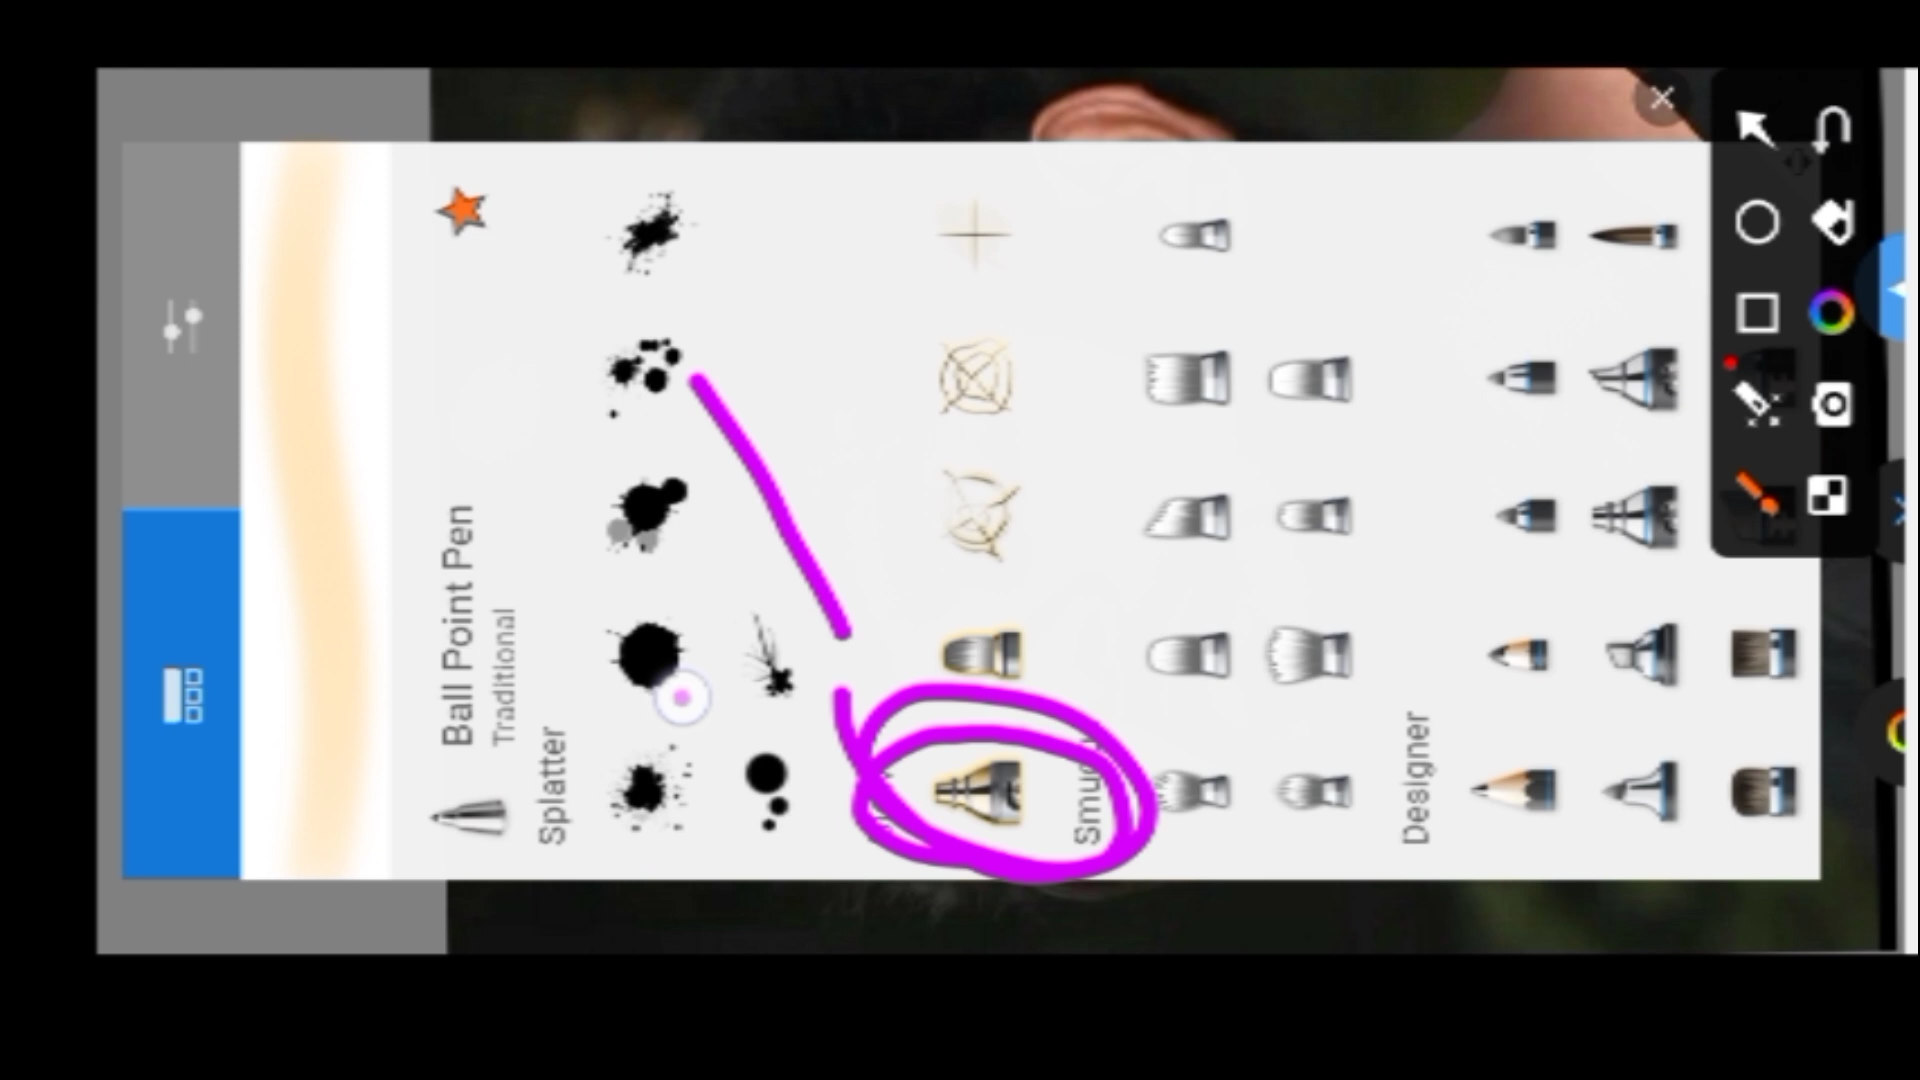 Ball Point Pen
Traditional
Splatter
Designer